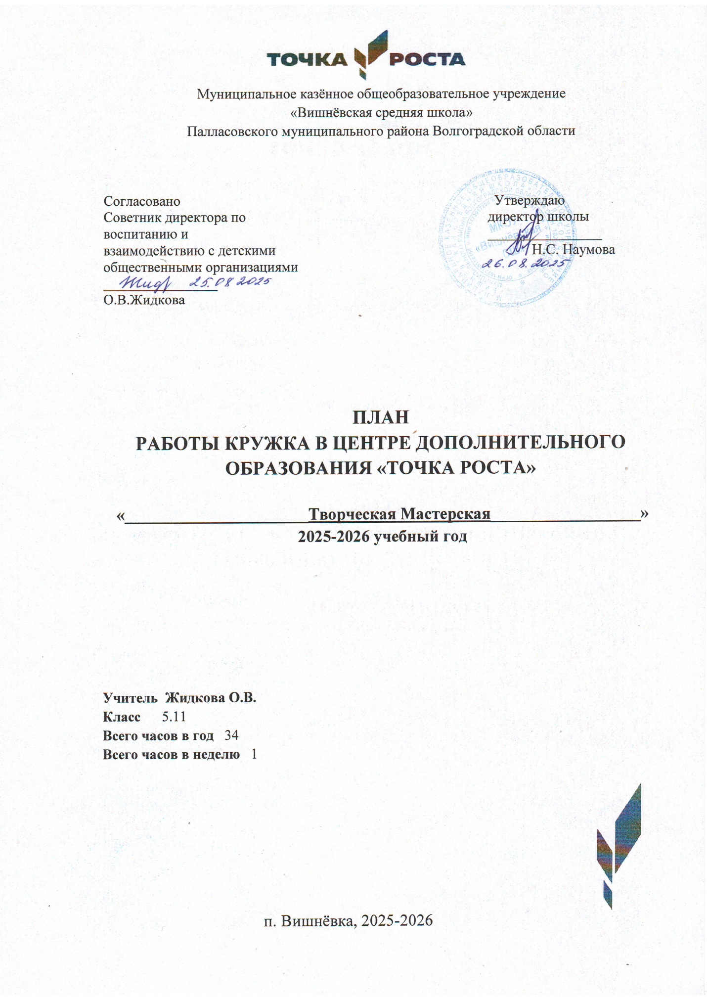 ТОЧКА РОСТА
Муниципальное казённое общеобразовательное учреждение
«Вишнёвская средняя школа»
Палласовского муниципального района Волгоградской области
Согласовано
Советник директора по
воспитанию и
взаимодействию с детскими
общественными организациями
25.08 2025
О.В.Жидкова
Утверждаю
директор школы
Н.С. Наумова
26.08.2025
МКОУ
«Вишнёвская
ПЛАН
РАБОТЫ КРУЖКА В ЦЕНТРЕ ДОПОЛНИТЕЛЬНОГО
ОБРАЗОВАНИЯ «ТОЧКА РОСТА»
«Творческая Мастерская»
2025-2026 учебный год
Учитель Жидкова О.В.
Класс 5.11
Всего часов в год 34
Всего часов в неделю 1
п. Вишнёвка, 2025-2026